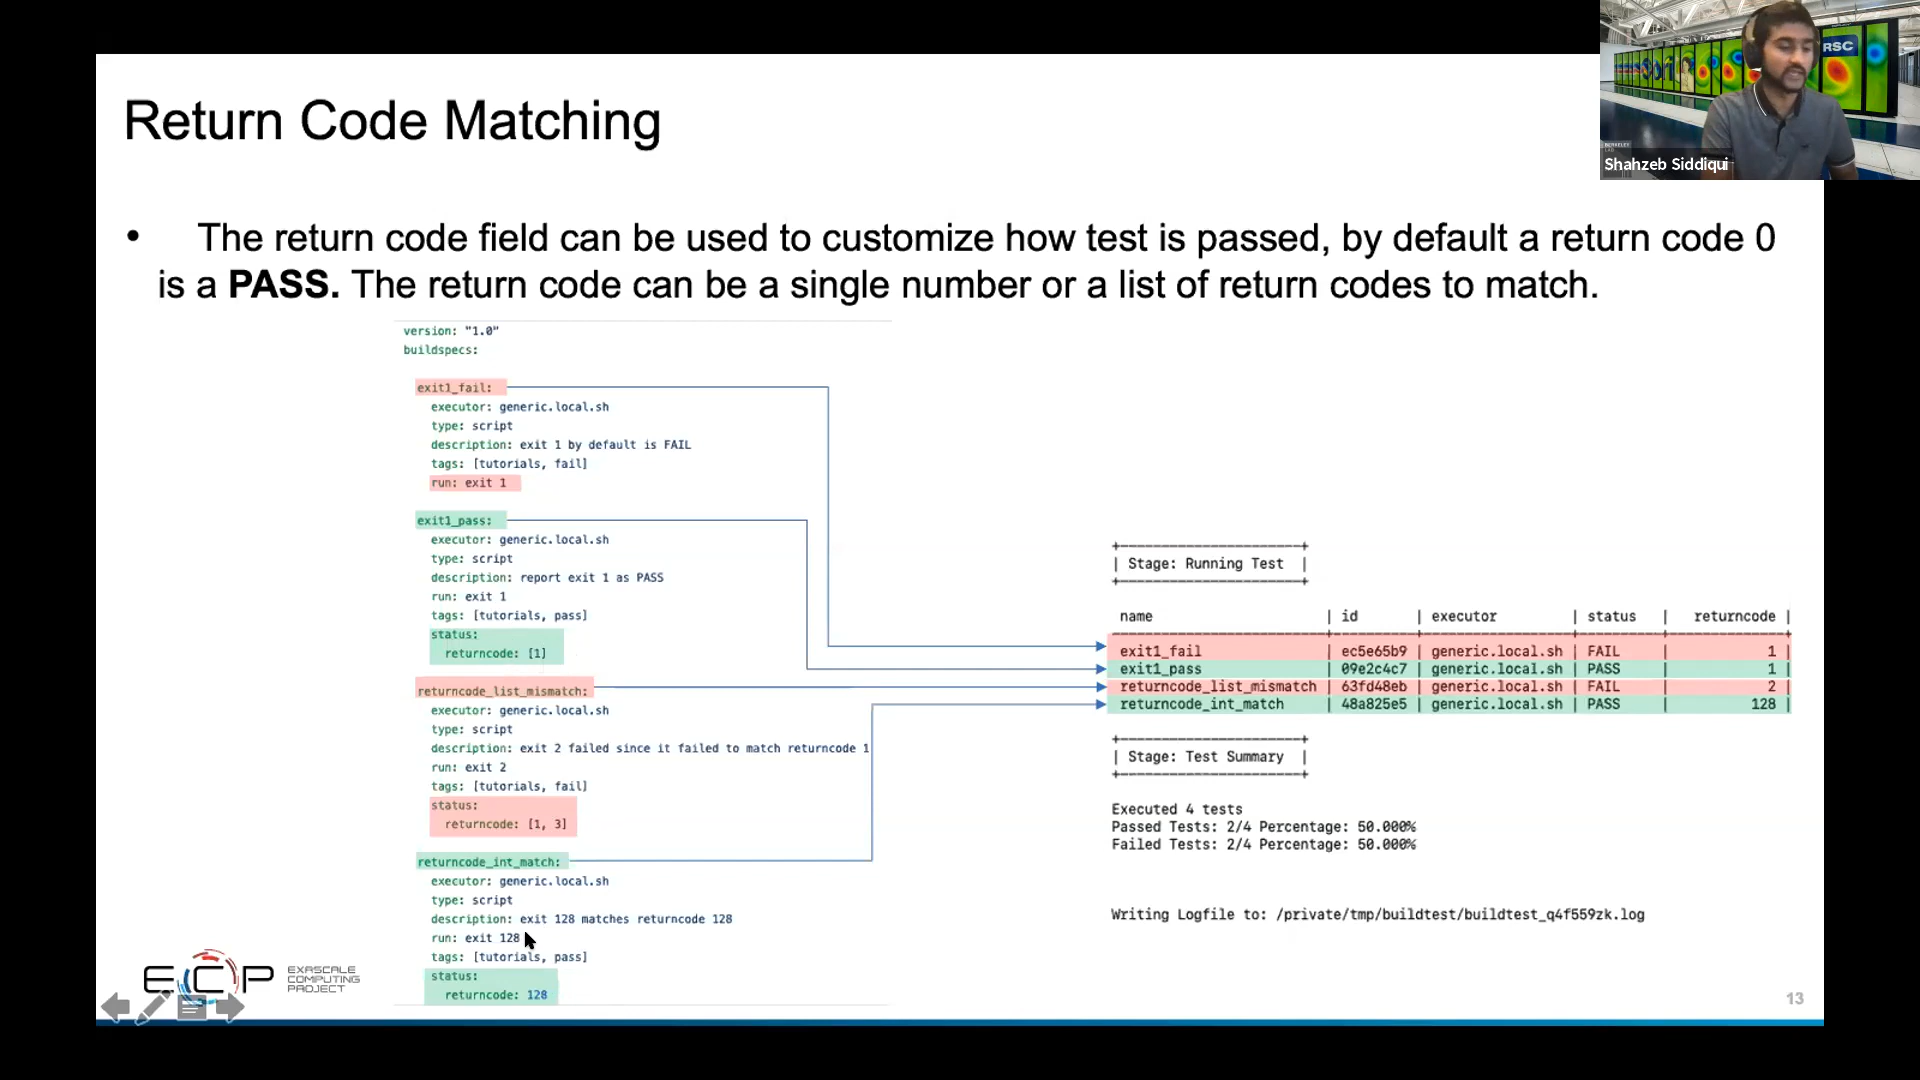 Return Code Matching
RSC
BERKELEY
LAB
Shahzeb Siddiqui
• The return code field can be used to customize how test is passed, by default a return code 0
is a PASS. The return code can be a single number or a list of return codes to match.
version: "1.0"
buildspecs:
exit1_fail:
executor: generic.local.sh
type: script
description: exit 1 by default is FAIL
tags: [tutorials, fail]
run: exit 1
exit1_pass:
executor: generic.local.sh
type: script
description: report exit 1 as PASS
run: exit 1
tags: [tutorials, pass]
status:
returncode: [1]
returncode_list_mismatch:
executor: generic.local.sh
type: script
description: exit 2 failed since it failed to match returncode 1
run: exit 2
tags: [tutorials, fail]
status:
returncode: [1, 3]
returncode_int_match:
executor: generic.local.sh
type: script
description: exit 128 matches returncode 128
run: exit 128
tags: [tutorials, pass]
status:
returncode: 128
+----------------------+
| Stage: Running Test |
+----------------------+
name | id | executor | status | returncode |
exit1_fail | ec5e65b9 | generic.local.sh | FAIL | 1 |
exit1_pass | 09e2c4c7 | generic.local.sh | PASS | 1 |
returncode_list_mismatch | 63fd48eb | generic.local.sh | FAIL | 2 |
returncode_int_match | 48a825e5 | generic.local.sh | PASS | 128 |
+----------------------+
| Stage: Test Summary |
+----------------------+
Executed 4 tests
Passed Tests: 2/4 Percentage: 50.000%
Failed Tests: 2/4 Percentage: 50.000%
Writing Logfile to: /private/tmp/buildtest/buildtest_q4f559zk.log
ECP
EXASCALE
COMPUTING
PROJECT
13